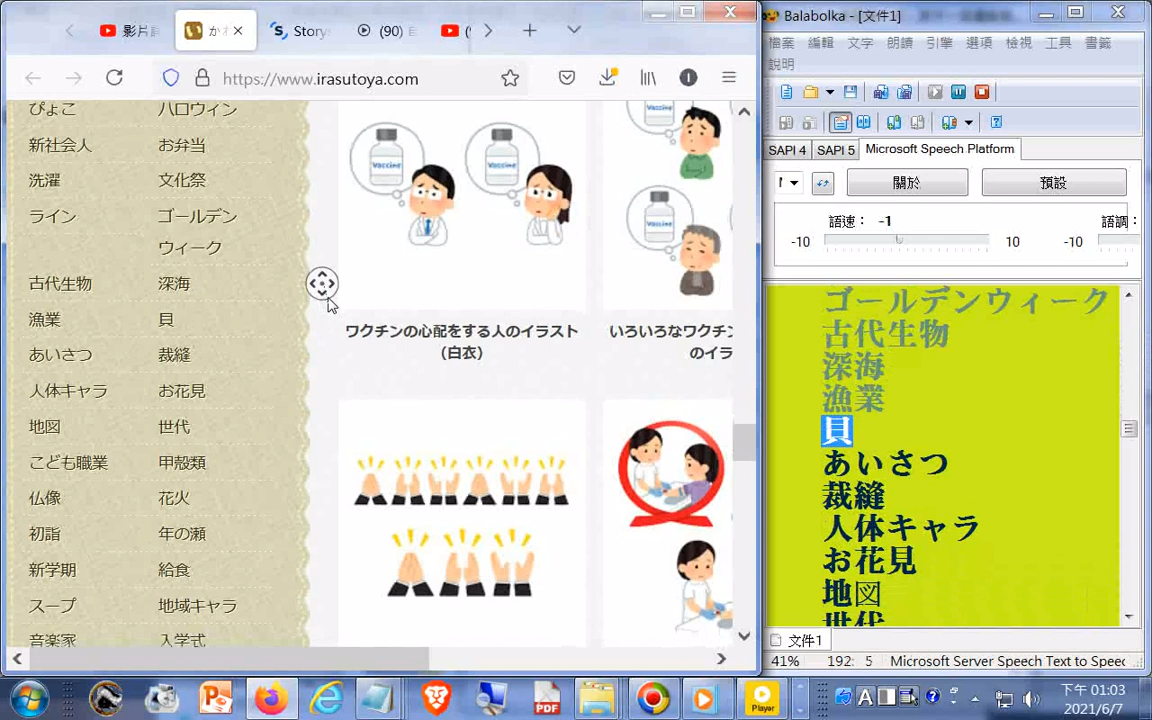 影片
か
Story
(90)
https://www.irasutoya.com
ぴよこ
ハロウィン
新社会人
お弁当
洗濯
文化祭
ライン
ゴールデン
ウィーク
古代生物
深海
漁業
貝
あいさつ
裁縫
人体キャラ
お花見
地図
世代
こども職業
甲殻類
仏像
花火
初詣
年の瀬
新学期
給食
スープ
地域キャラ
音楽家
入学式
Vaccine
Vaccine
Vaccine
Vaccine
ワクチンの心配をする人のイラスト
（白衣）
いろいろなワクチン
のイラ
Balabolka - [文件1]
檔案
編輯
文字
朗讀
引擎
選項
檢視
工具
書籤
說明
SAPI 4
SAPI 5
Microsoft Speech Platform
關於
預設
語速： -1
語調：
-10
10
-10
ゴールデンウィーク
古代生物
深海
漁業
貝
あいさつ
裁縫
人体キャラ
お花見
地図
世代
文件1
41%
192: 5
Microsoft Server Speech Text to Speec
PDF
Player
A
下午 01:03
2021/6/7